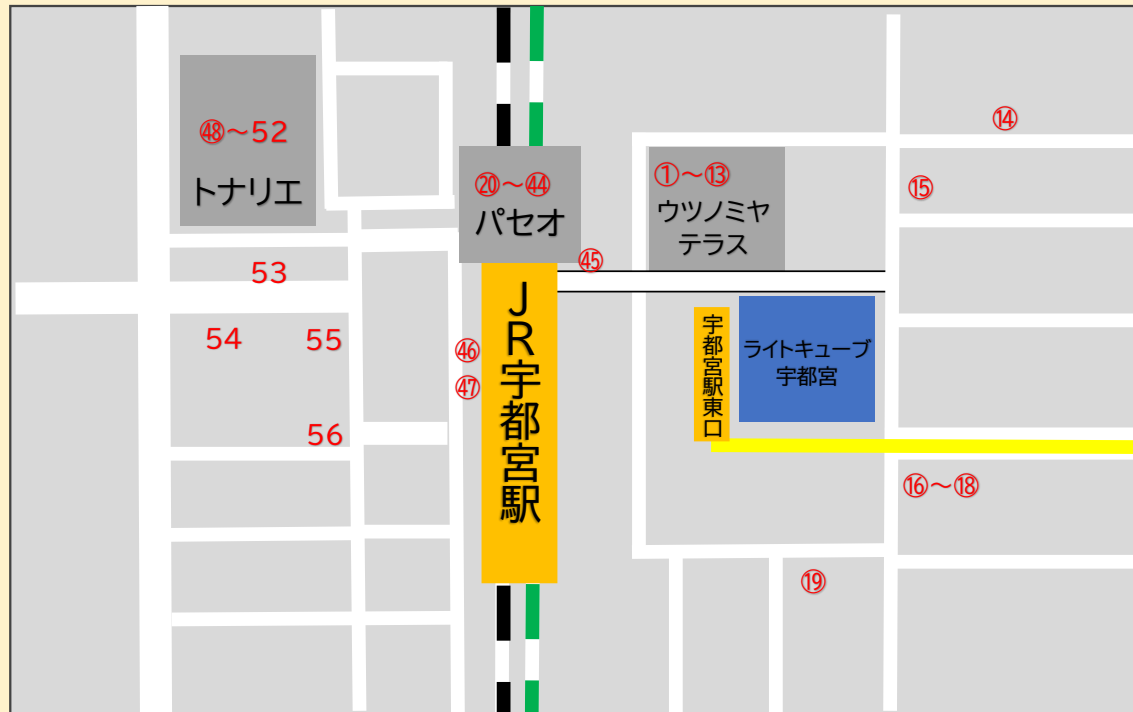 ㊽～52
トナリエ
53
54
55
56
⑳～㊹
パセオ
㊺
㊻
㊼
JR宇都宮駅
①～⑬
ウツノミヤ
テラス
宇都宮駅東口
ライトキューブ
宇都宮
⑭
⑮
⑯～⑱
⑲